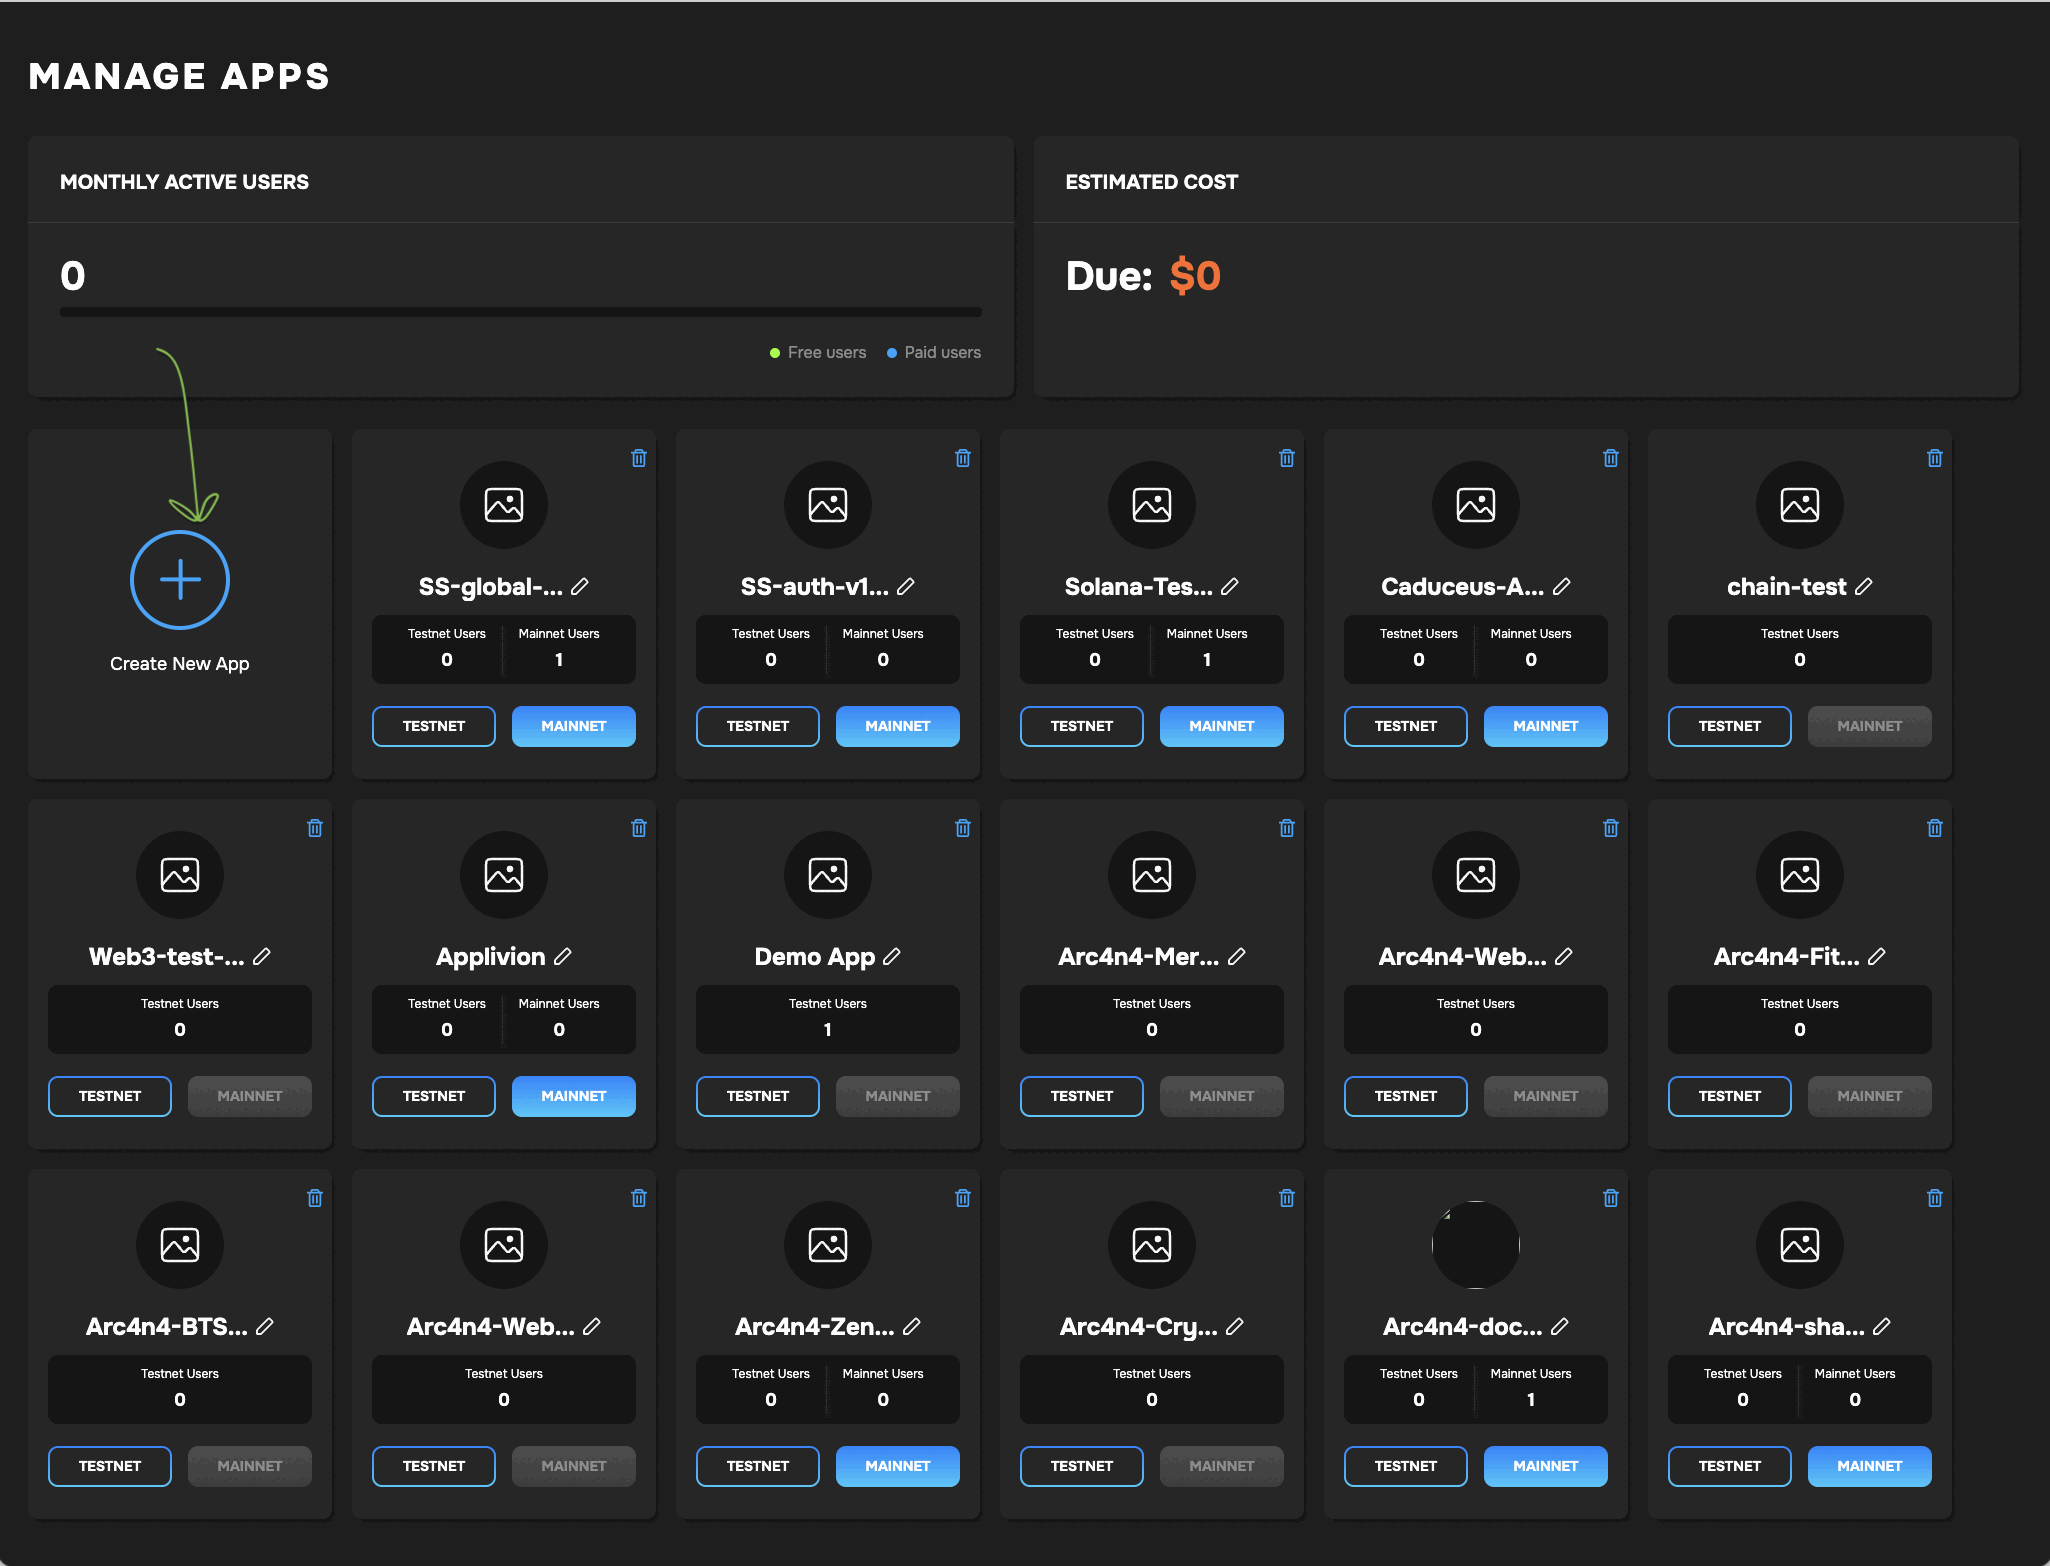 MANAGE APPS
MONTHLY ACTIVE USERS
ESTIMATED COST
0
Due: $0
Free users Paid users
Create New App
SS-global-...
Testnet Users Mainnet Users
0 1
TESTNET MAINNET
SS-auth-v1...
Testnet Users Mainnet Users
0 0
TESTNET MAINNET
Solana-Tes...
Testnet Users Mainnet Users
0 1
TESTNET MAINNET
Caduceus-A...
Testnet Users Mainnet Users
0 0
TESTNET MAINNET
chain-test
Testnet Users
0
TESTNET MAINNET
Web3-test-...
Testnet Users
0
TESTNET MAINNET
Applivion
Testnet Users Mainnet Users
0 0
TESTNET MAINNET
Demo App
Testnet Users
1
TESTNET MAINNET
Arc4n4-Mer...
Testnet Users
0
TESTNET MAINNET
Arc4n4-Web...
Testnet Users
0
TESTNET MAINNET
Arc4n4-Fit...
Testnet Users
0
TESTNET MAINNET
Arc4n4-BTS...
Testnet Users
0
TESTNET MAINNET
Arc4n4-Web...
Testnet Users
0
TESTNET MAINNET
Arc4n4-Zen...
Testnet Users Mainnet Users
0 0
TESTNET MAINNET
Arc4n4-Cry...
Testnet Users
0
TESTNET MAINNET
Arc4n4-doc...
Testnet Users Mainnet Users
0 1
TESTNET MAINNET
Arc4n4-sha...
Testnet Users Mainnet Users
0 0
TESTNET MAINNET